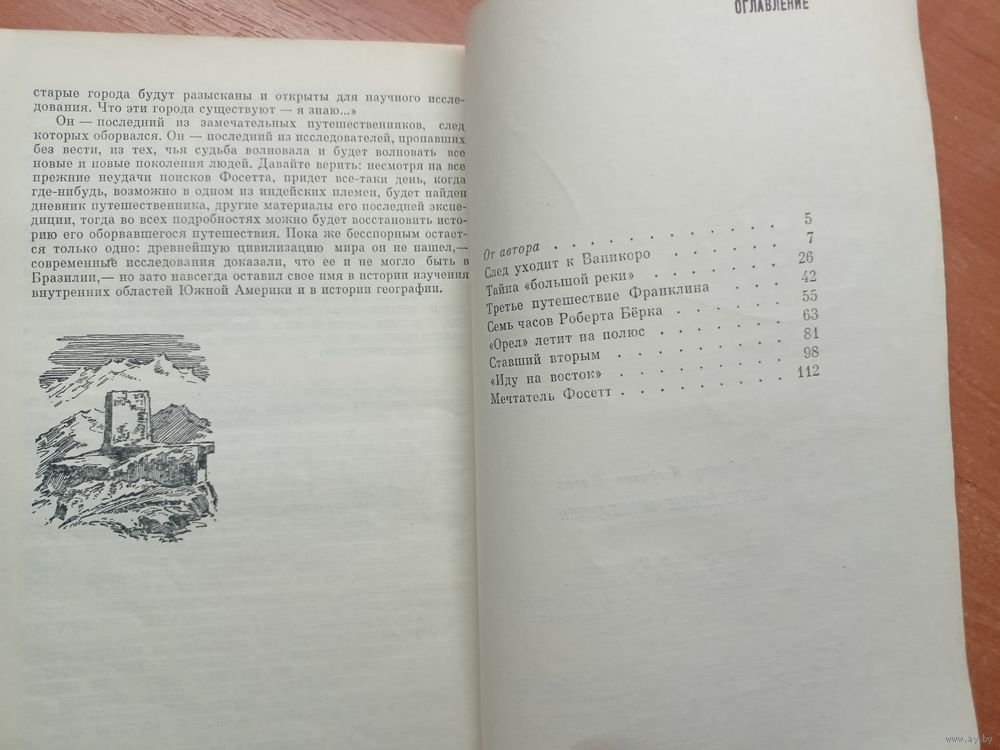 старые города будут разысканы и открыты для научного иссле-
дования. Что эти города существуют — я знаю...»
Он — последний из замечательных путешественников, след
которых оборвался. Он — последний из исследователей, пропавших
без вести, из тех, чья судьба волновала и будет волновать все
новые и новые поколения людей. Давайте верить: несмотря на все
прежние неудачи поисков Фосетта, придет все-таки день, когда
где-нибудь, возможно в одном из индейских племен, будет найден
дневник путешественника, другие материалы его последней экспе-
диции, тогда во всех подробностях можно будет восстановить исто-
рию его оборвавшегося путешествия. Пока же бесспорным остает-
ся только одно: древнейшую цивилизацию мира он не нашел,—
современные исследования доказали, что ее и не могло быть в
Бразилии,— но зато навсегда оставил свое имя в истории изучения
внутренних областей Южной Америки и в истории географии.
ОГЛАВЛЕНИЕ
От автора . . . . . . . . . . . 5
След уходит к Ваникоро . . . . . . 7
Тайна «большой реки» . . . . . . . 26
Третье путешествие Франклина . . . . 42
Семь часов Роберта Бёрка . . . . . . 55
«Орел» летит на полюс . . . . . . . 63
Ставший вторым . . . . . . . . . 81
«Иду на восток» . . . . . . . . . 98
Мечтатель Фосетт . . . . . . . . . 112
www.ay.by